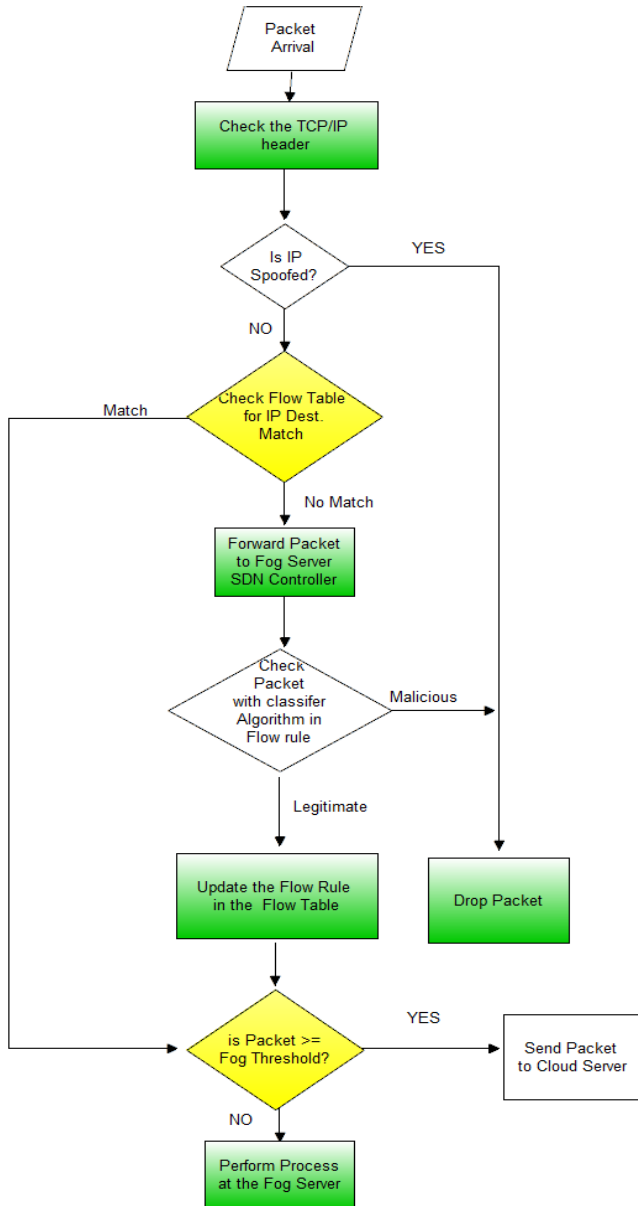 Packet
Arrival
Check the TCP/IP
header
YES
Is IP
Spoofed?
NO
Check Flow Table
for IP Dest.
Match
Match
No Match
Forward Packet
to Fog Server
SDN Controller
Check
Packet
with classifer
Algorithm in
Flow rule
Malicious
Legitimate
Update the Flow Rule
in the Flow Table
Drop Packet
is Packet >=
Fog Threshold?
YES
Send Packet
to Cloud Server
NO
Perform Process
at the Fog Server